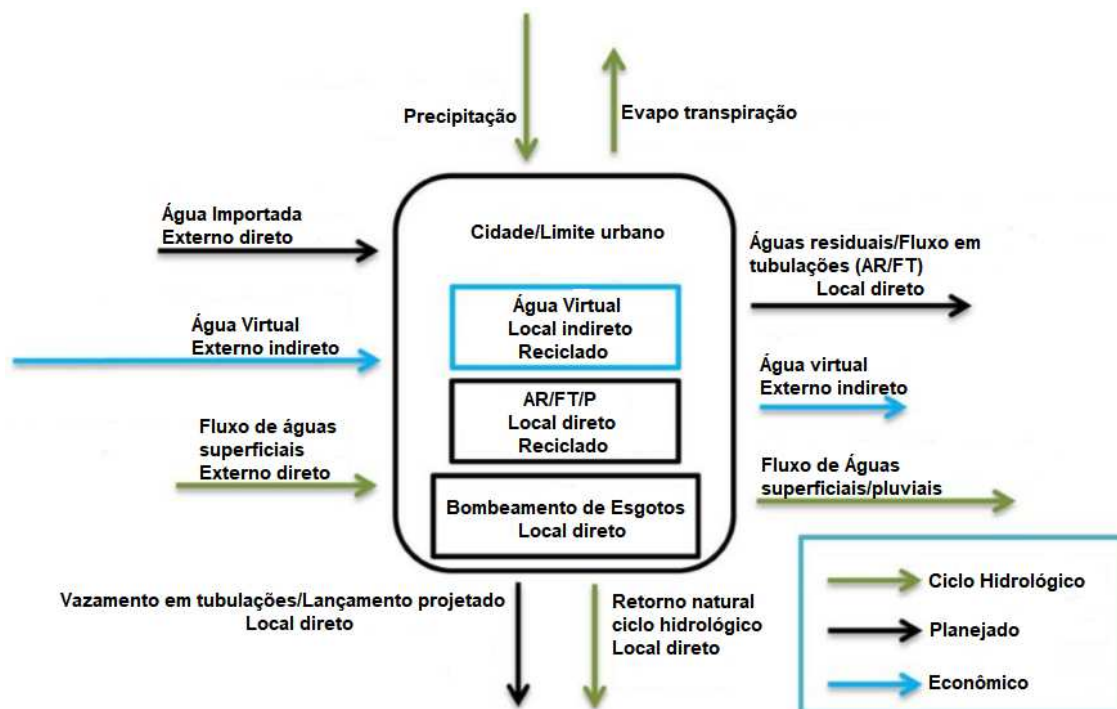 Precipitação
Evapo transpiração
Água Importada
Externo direto
Cidade/Limite urbano
Águas residuais/Fluxo em
tubulações (AR/FT)
Local direto
Água Virtual
Externo indireto
Água Virtual
Local indireto
Reciclado
Água virtual
Externo indireto
AR/FT/P
Local direto
Reciclado
Fluxo de águas
superficiais
Externo direto
Fluxo de Águas
superficiais/pluviais
Bombeamento de Esgotos
Local direto
Vazamento em tubulações/Lançamento projetado
Local direto
Retorno natural
ciclo hidrológico
Local direto
Ciclo Hidrológico
Planejado
Econômico